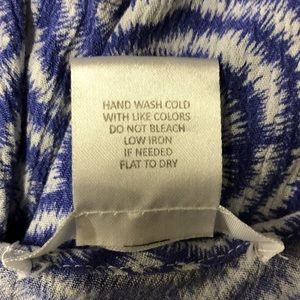 HAND WASH COLD
WITH LIKE COLORS
DO NOT BLEACH
LOW IRON
IF NEEDED
FLAT TO DRY